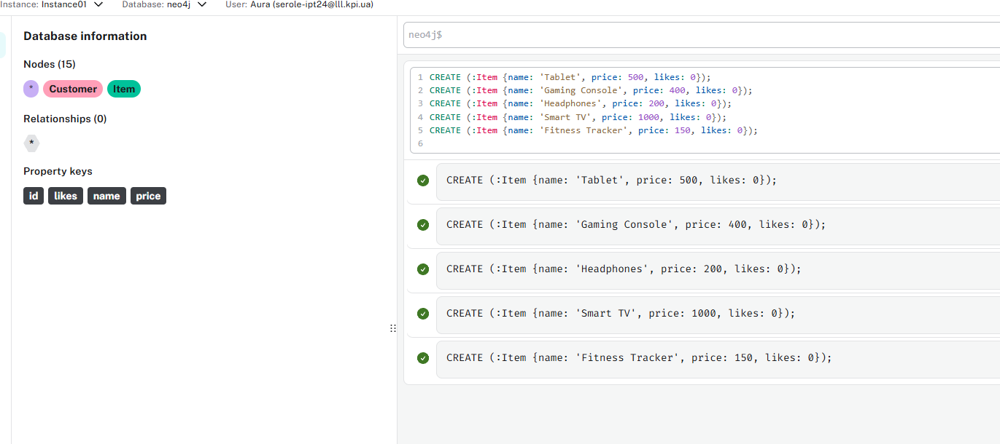 Instance: Instance01 Database: neo4j User: Aura (serole-ipt24@lll.kpi.ua)
Database information
Nodes (15)
* Customer Item
Relationships (0)
*
Property keys
id likes name price
neo4j$
1 CREATE (:Item {name: 'Tablet', price: 500, likes: 0});
2 CREATE (:Item {name: 'Gaming Console', price: 400, likes: 0});
3 CREATE (:Item {name: 'Headphones', price: 200, likes: 0});
4 CREATE (:Item {name: 'Smart TV', price: 1000, likes: 0});
5 CREATE (:Item {name: 'Fitness Tracker', price: 150, likes: 0});
6
CREATE (:Item {name: 'Tablet', price: 500, likes: 0});
CREATE (:Item {name: 'Gaming Console', price: 400, likes: 0});
CREATE (:Item {name: 'Headphones', price: 200, likes: 0});
CREATE (:Item {name: 'Smart TV', price: 1000, likes: 0});
CREATE (:Item {name: 'Fitness Tracker', price: 150, likes: 0});